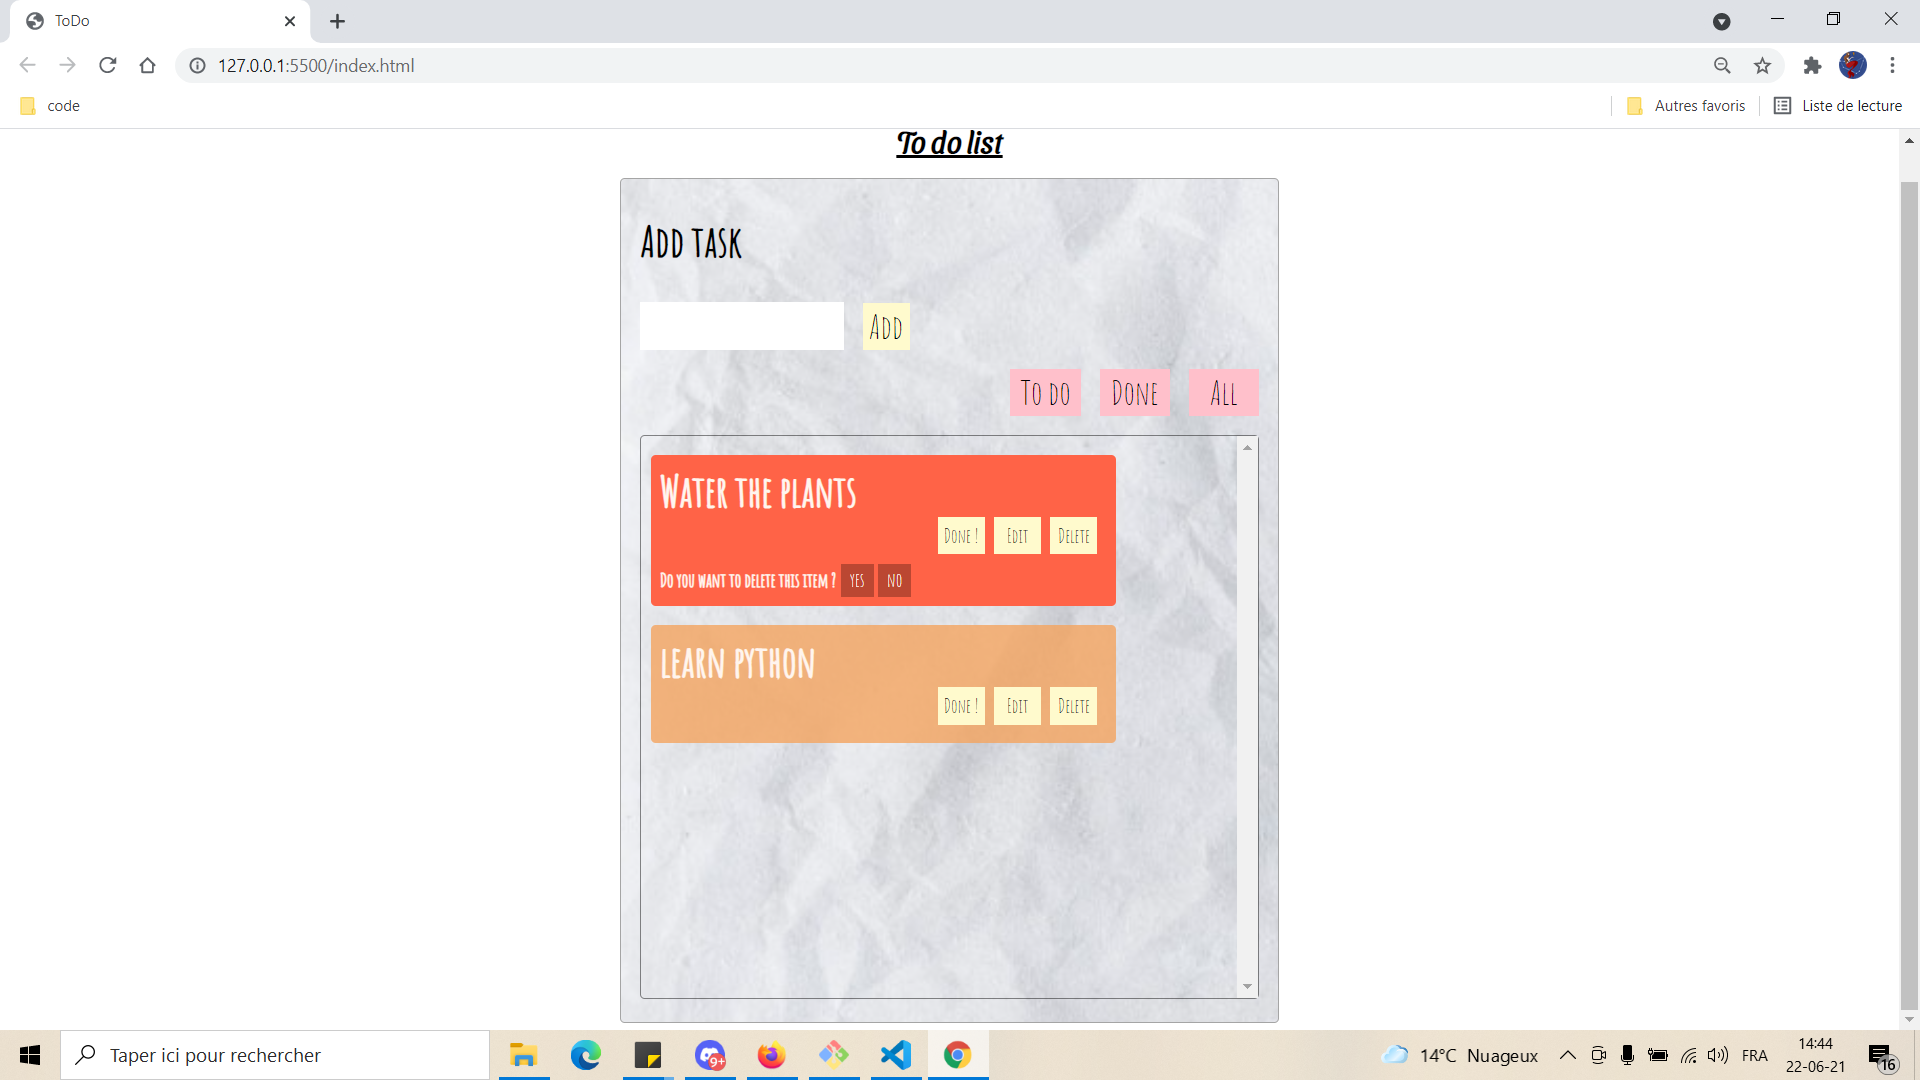 ToDo
127.0.0.1:5500/index.html
code
Autres favoris
Liste de lecture
To do list
Add task
Add
To do Done All
Water the plants
Done ! Edit Delete
Do you want to delete this item ? yes no
learn python
Done ! Edit Delete
Taper ici pour rechercher
9+
14°C Nuageux
FRA
14:44
22-06-21
16